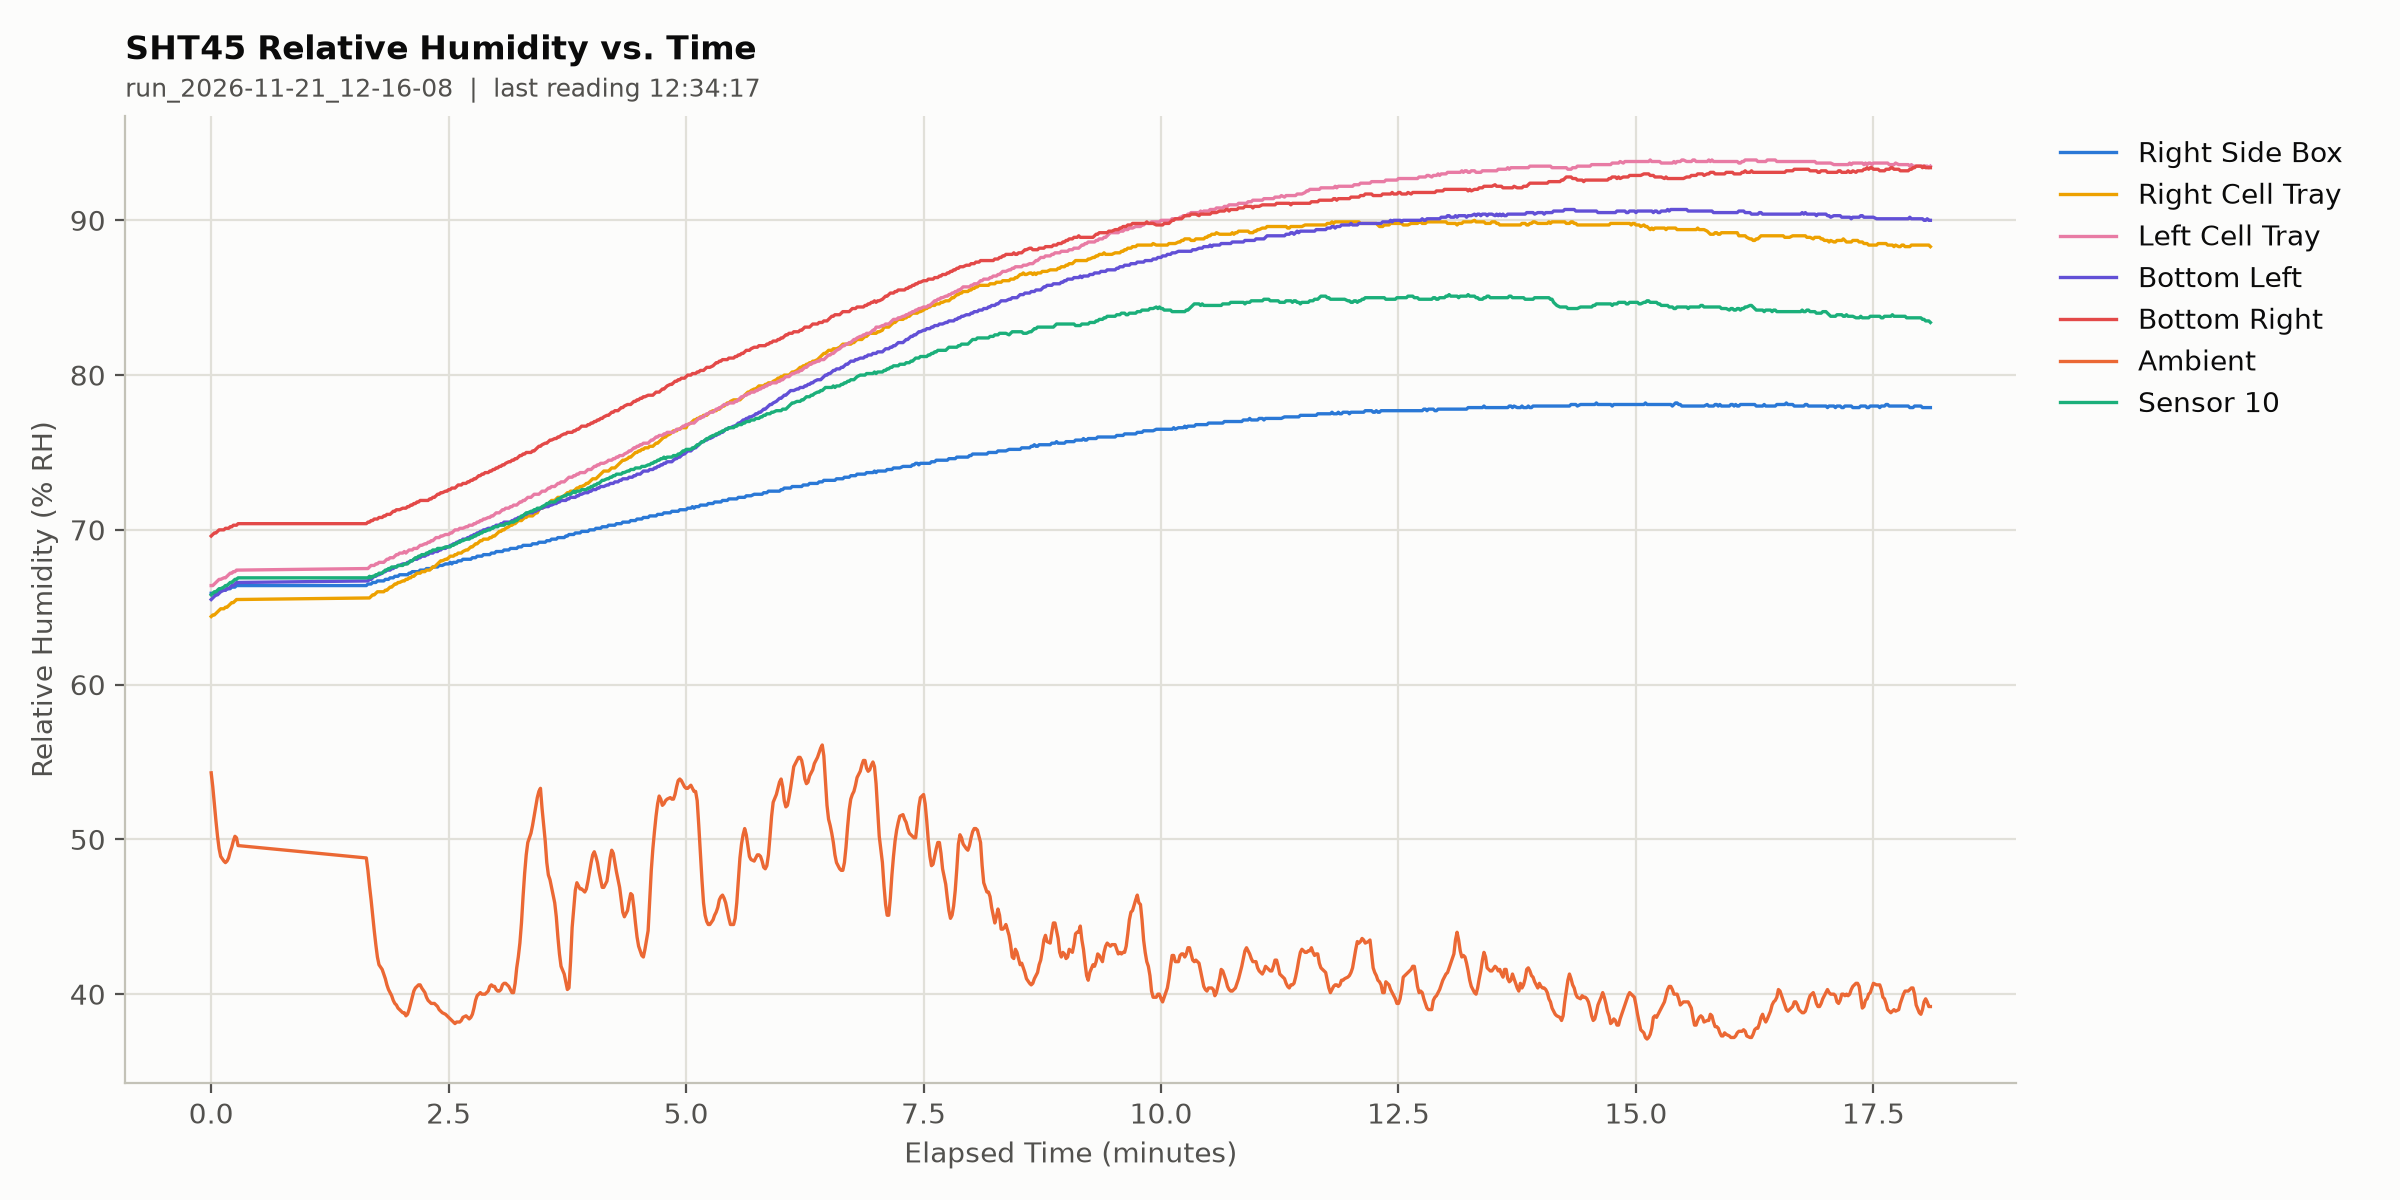 SHT45 Relative Humidity vs. Time
run_2026-11-21_12-16-08 | last reading 12:34:17
Right Side Box
Right Cell Tray
Left Cell Tray
Bottom Left
Bottom Right
Ambient
Sensor 10
Relative Humidity (% RH)
90
80
70
60
50
40
0.0 2.5 5.0 7.5 10.0 12.5 15.0 17.5
Elapsed Time (minutes)